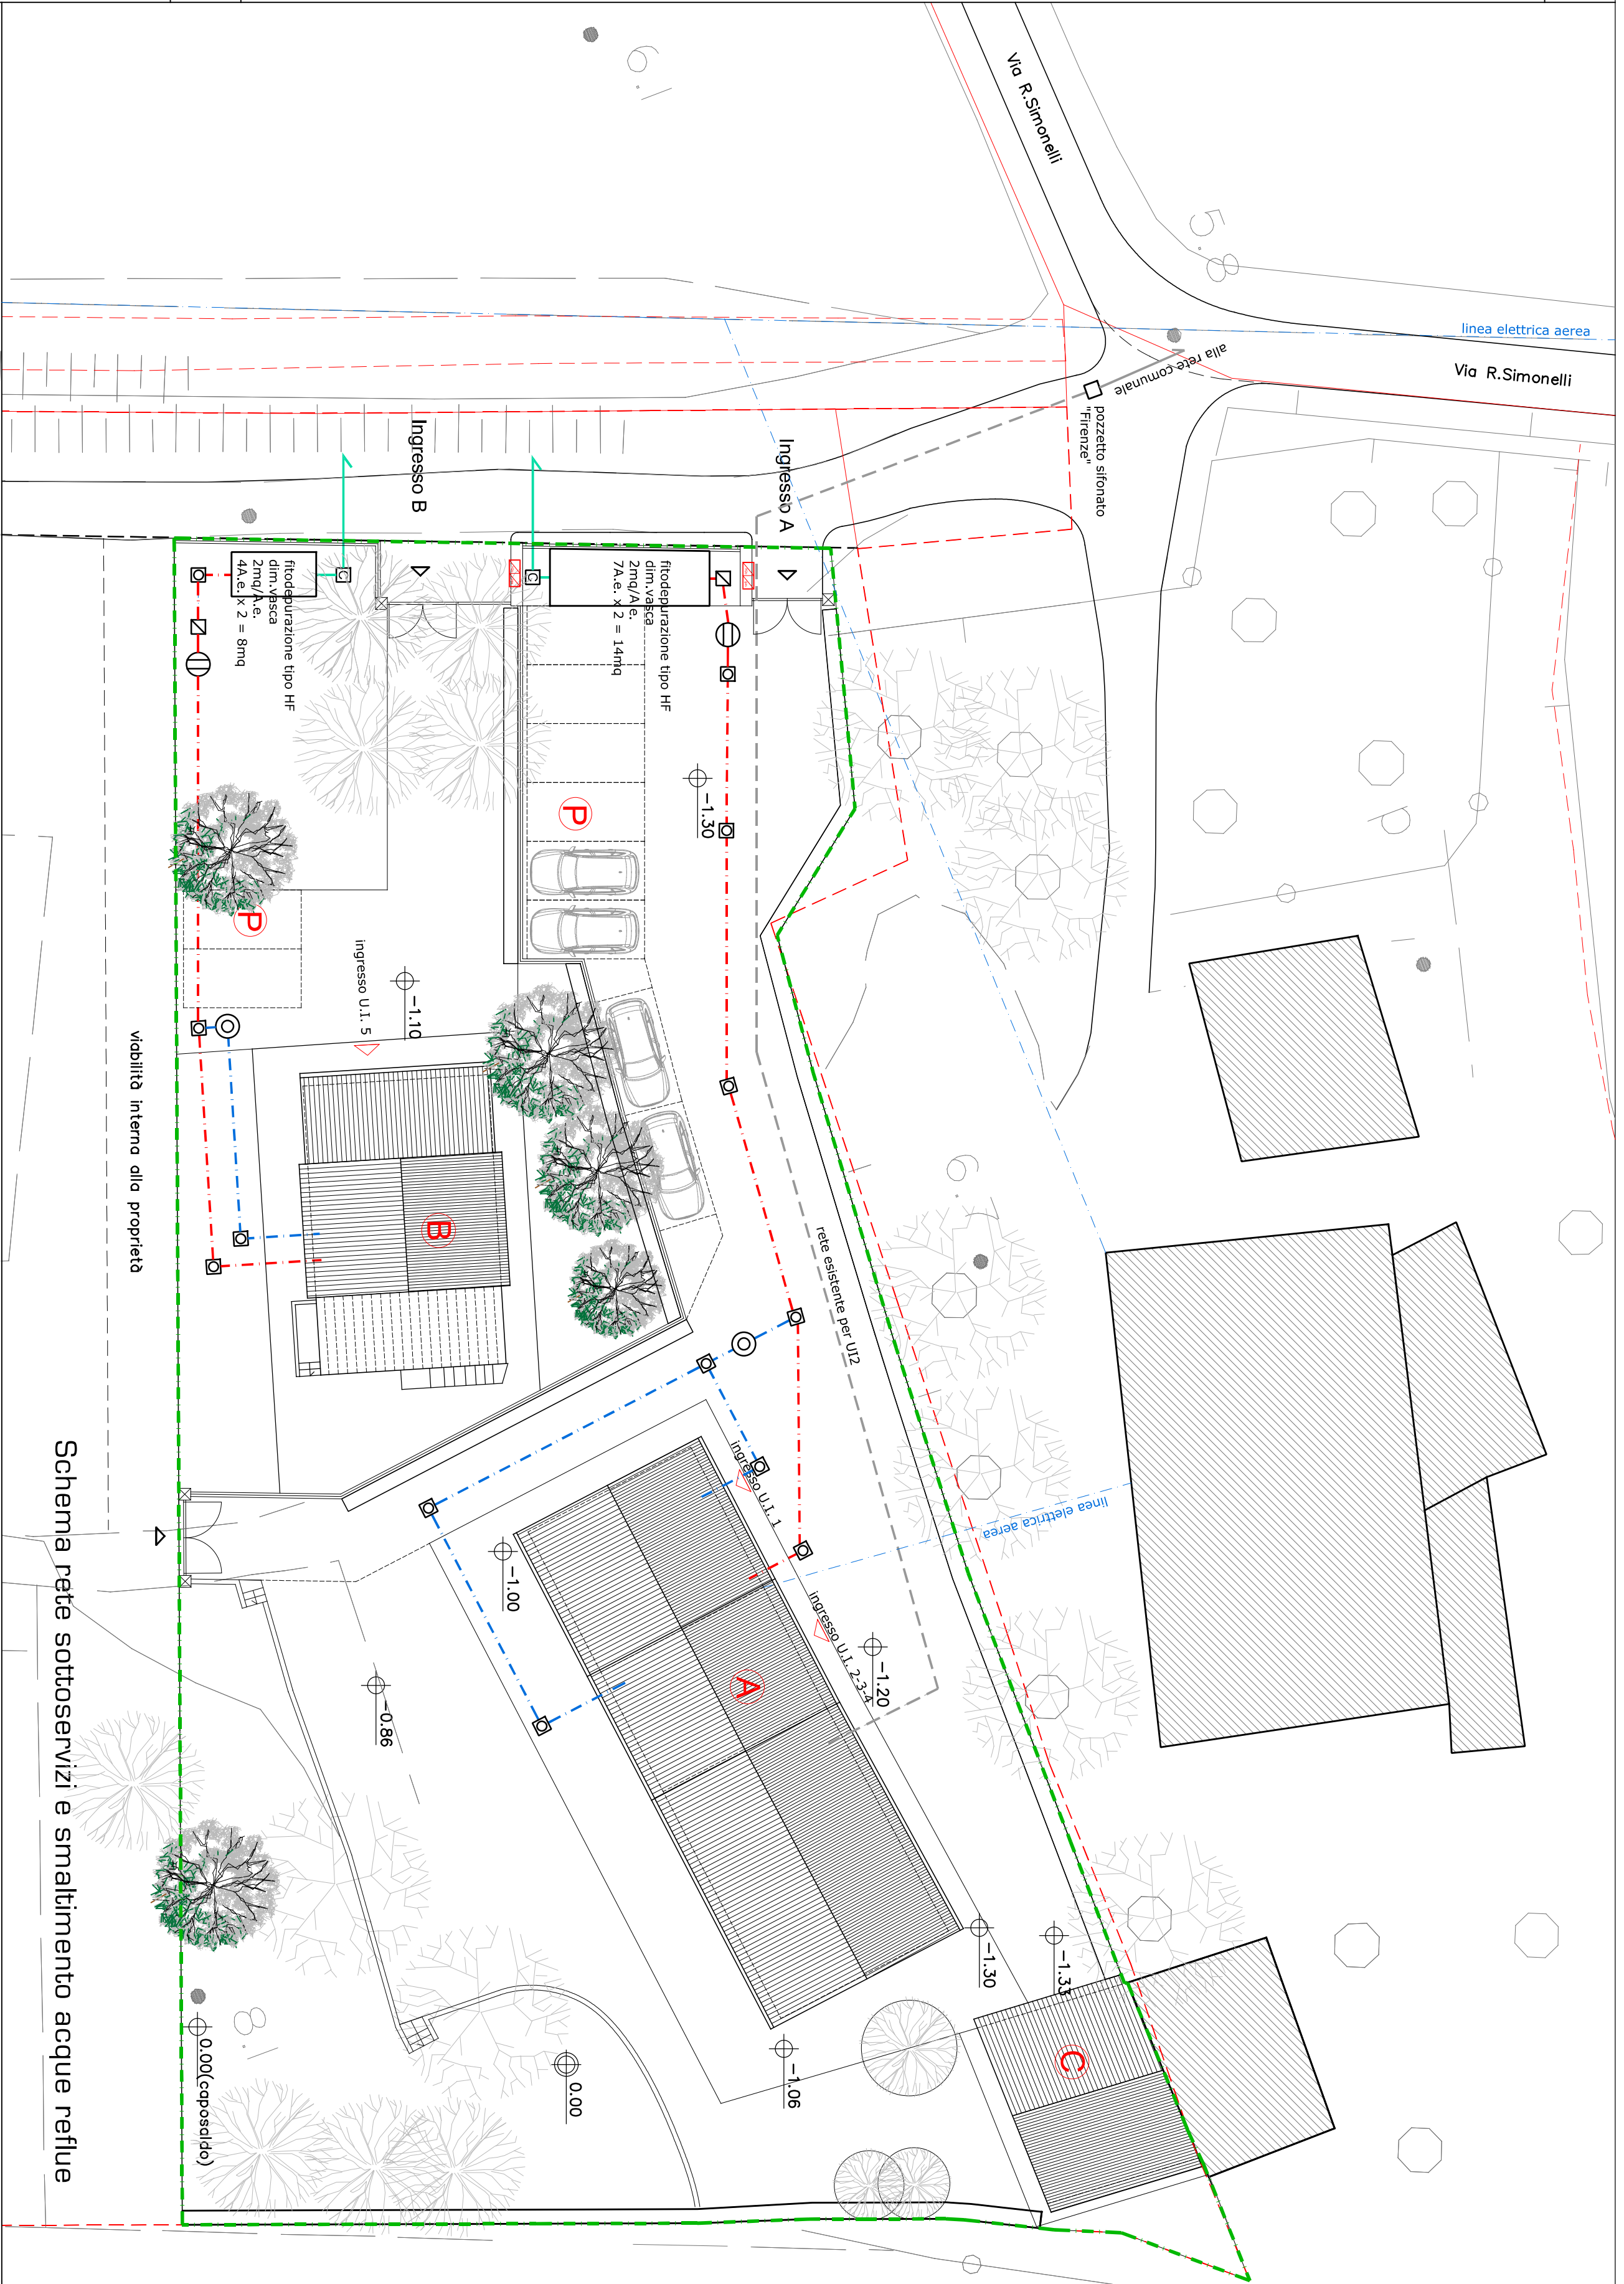 Via R.Simonelli
6.1
5.8
linea elettrica aerea
Via R.Simonelli
alla rete comunale
pozzetto sifonato
"Firenze"
Ingresso A
Ingresso B
fitodepurazione tipo HF
dim.vasca
2mq/A.e.
7A.e. x 2 = 14mq
fitodepurazione tipo HF
dim.vasca
2mq/A.e.
4A.e. x 2 = 8mq
C
C
P
P
-1.30
-1.10
ingresso U.I. 5
B
viabilità interna alla proprietà
rete esistente per UI2
ingresso U.I. 1
linea elettrica aerea
ingresso U.I. 2-3-4
-1.00
-1.20
A
-0.86
-1.30
-1.33
C
-1.06
0.00
0.00(caposaldo)
Schema rete sottoservizi e smaltimento acque reflue